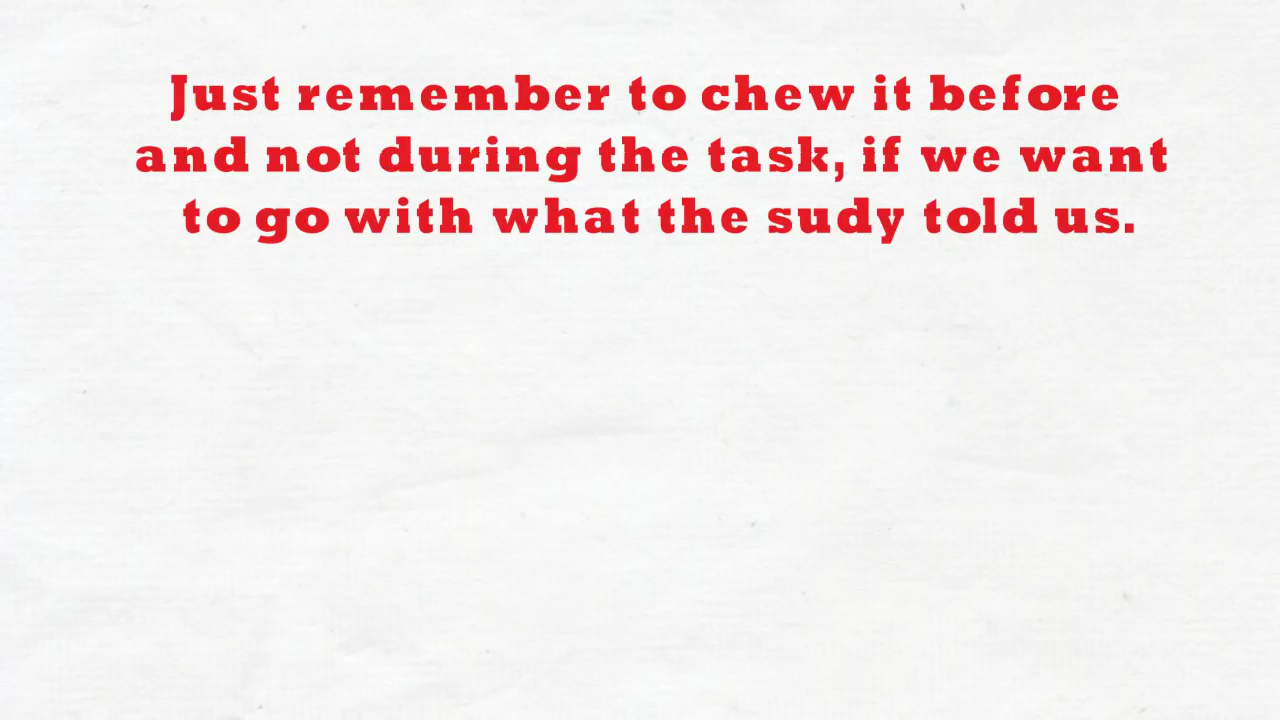 Just remember to chew it before
and not during the task, if we want
to go with what the sudy told us.